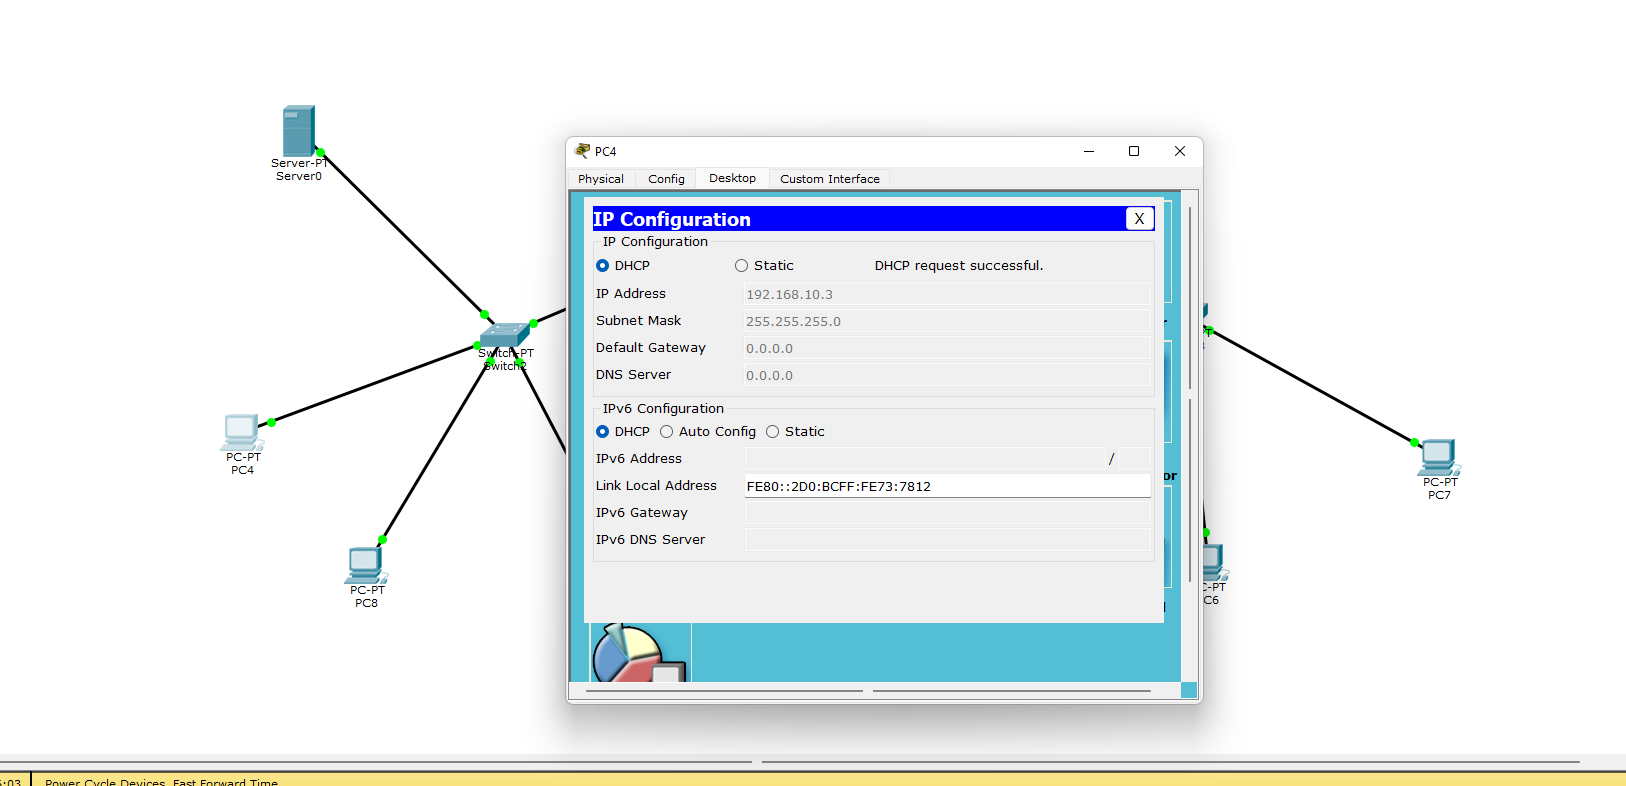 Server-PT
Server0
Switch-PT
Switch2
PC-PT
PC4
PC-PT
PC8
PC4
Physical
Config
Desktop
Custom Interface
IP Configuration
X
IP Configuration
DHCP
Static
DHCP request successful.
IP Address
192.168.10.3
Subnet Mask
255.255.255.0
Default Gateway
0.0.0.0
DNS Server
0.0.0.0
IPv6 Configuration
DHCP
Auto Config
Static
IPv6 Address
/
Link Local Address
FE80::2D0:BCFF:FE73:7812
IPv6 Gateway
IPv6 DNS Server
or
PC-PT
PC7
C-PT
C6
:03
Power Cycle Devices Fast Forward Time